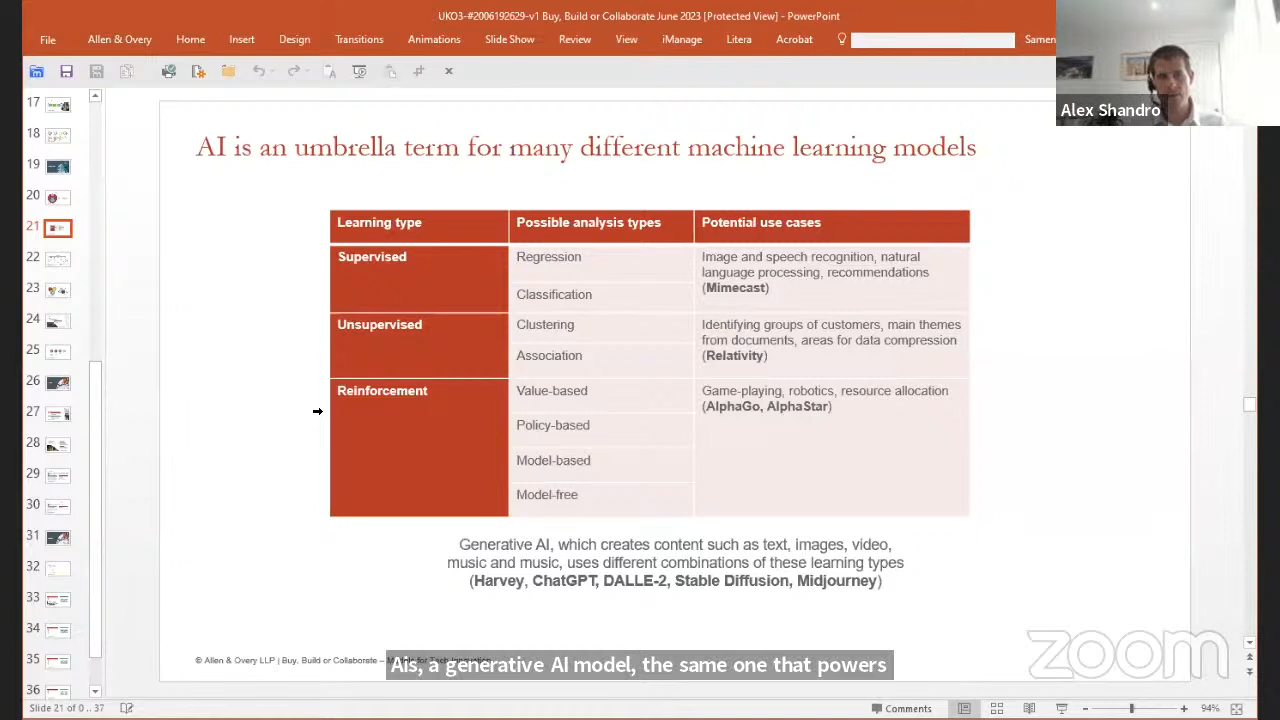 UKO3-#2006192629-v1 Buy, Build or Collaborate June 2023 [Protected View] - PowerPoint
File Allen & Overy Home Insert Design Transitions Animations Slide Show Review View iManage Litera Acrobat Samen
Alex Shandro
17
18
19
20
21
22
23
24
25
26
27
28
29
30
31
32
33
34
35
36
AI is an umbrella term for many different machine learning models
Learning type Possible analysis types Potential use cases
Supervised
Regression
Classification
Image and speech recognition, natural
language processing, recommendations
(Mimecast)
Unsupervised
Clustering
Association
Identifying groups of customers, main themes
from documents, areas for data compression
(Relativity)
Reinforcement
Value-based
Policy-based
Model-based
Model-free
Game-playing, robotics, resource allocation
(AlphaGo, AlphaStar)
Generative AI, which creates content such as text, images, video,
music and music, uses different combinations of these learning types
(Harvey, ChatGPT, DALLE-2, Stable Diffusion, Midjourney)
© Allen & Overy LLP | Buy, Build or Collaborate –
AIs, a generative AI model, the same one that powers
zoom
Slide 21 of 0 .. 37 Comments 94%